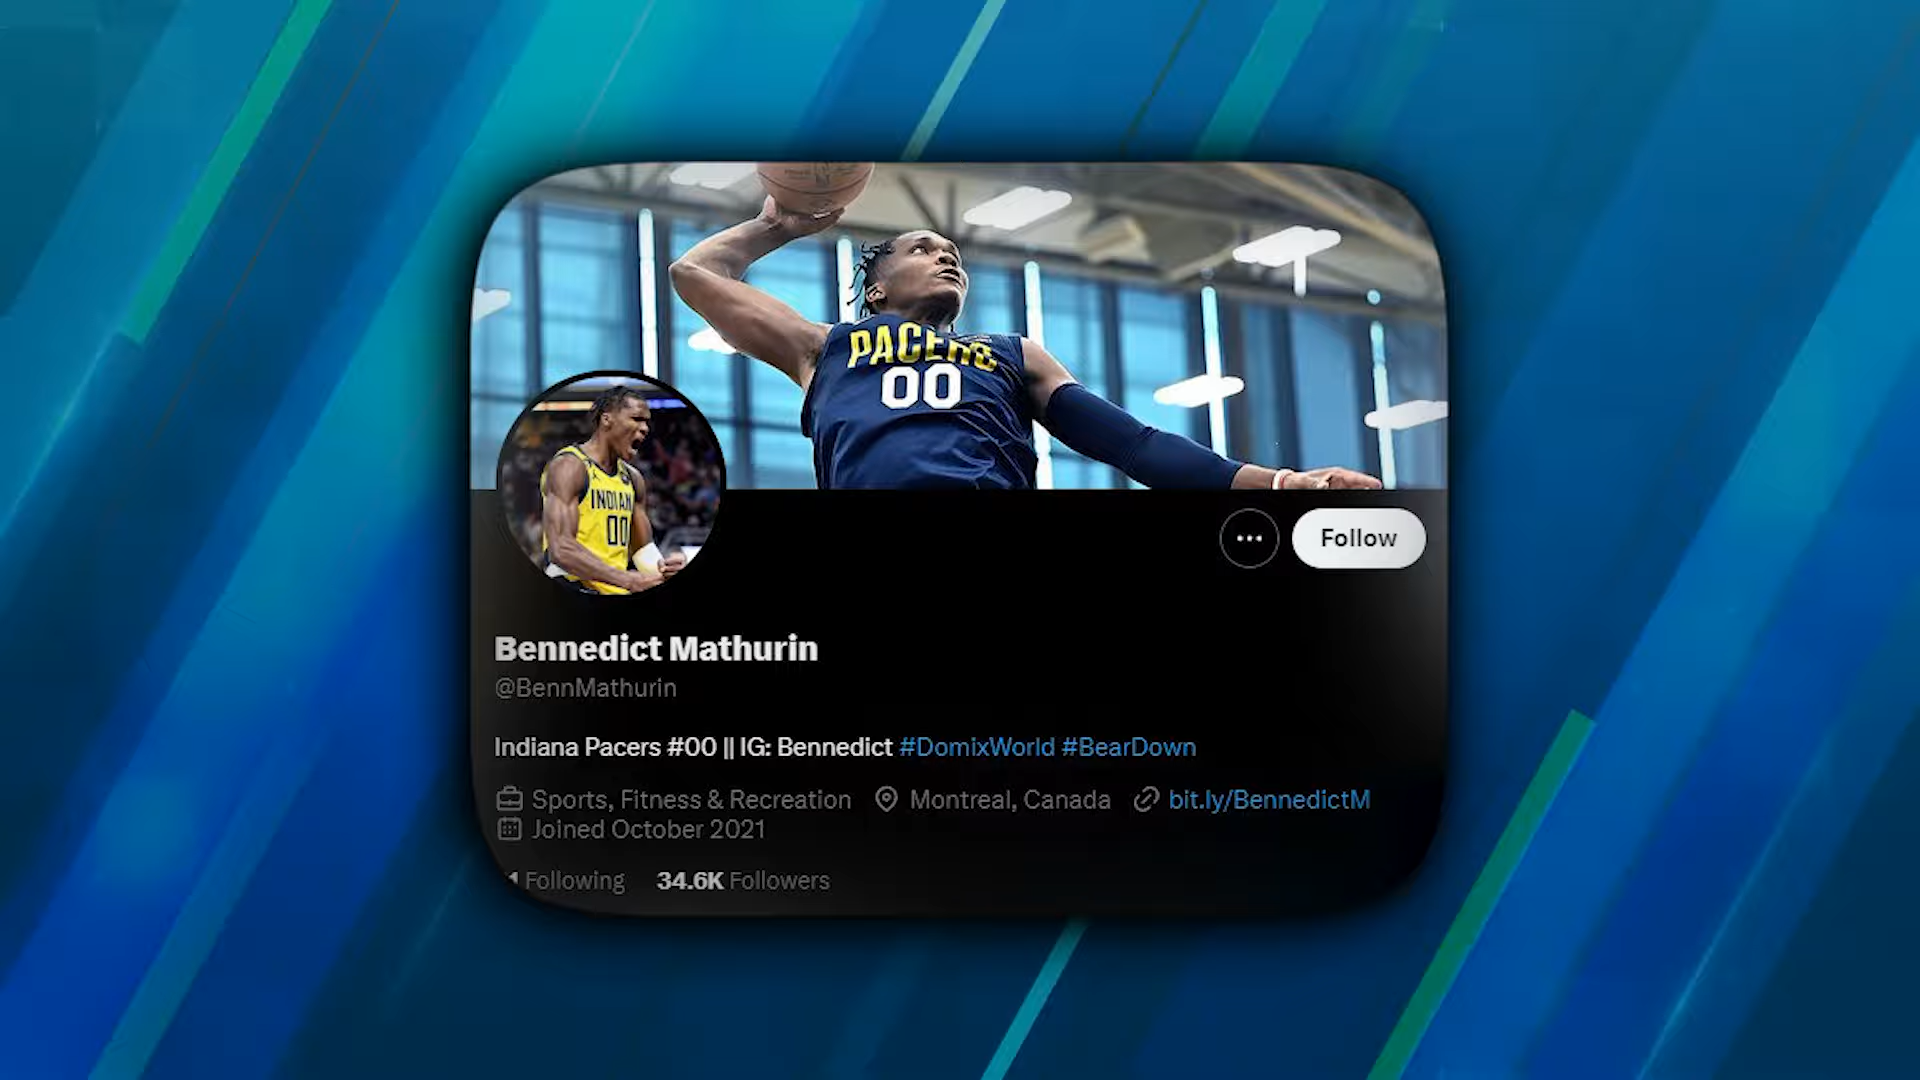 PACERS
00
INDIANA
00
Follow
Bennedict Mathurin
@BennMathurin
Indiana Pacers #00 || IG: Bennedict #DomixWorld #BearDown
Sports, Fitness & Recreation Montreal, Canada bit.ly/BennedictM
Joined October 2021
1 Following 34.6K Followers